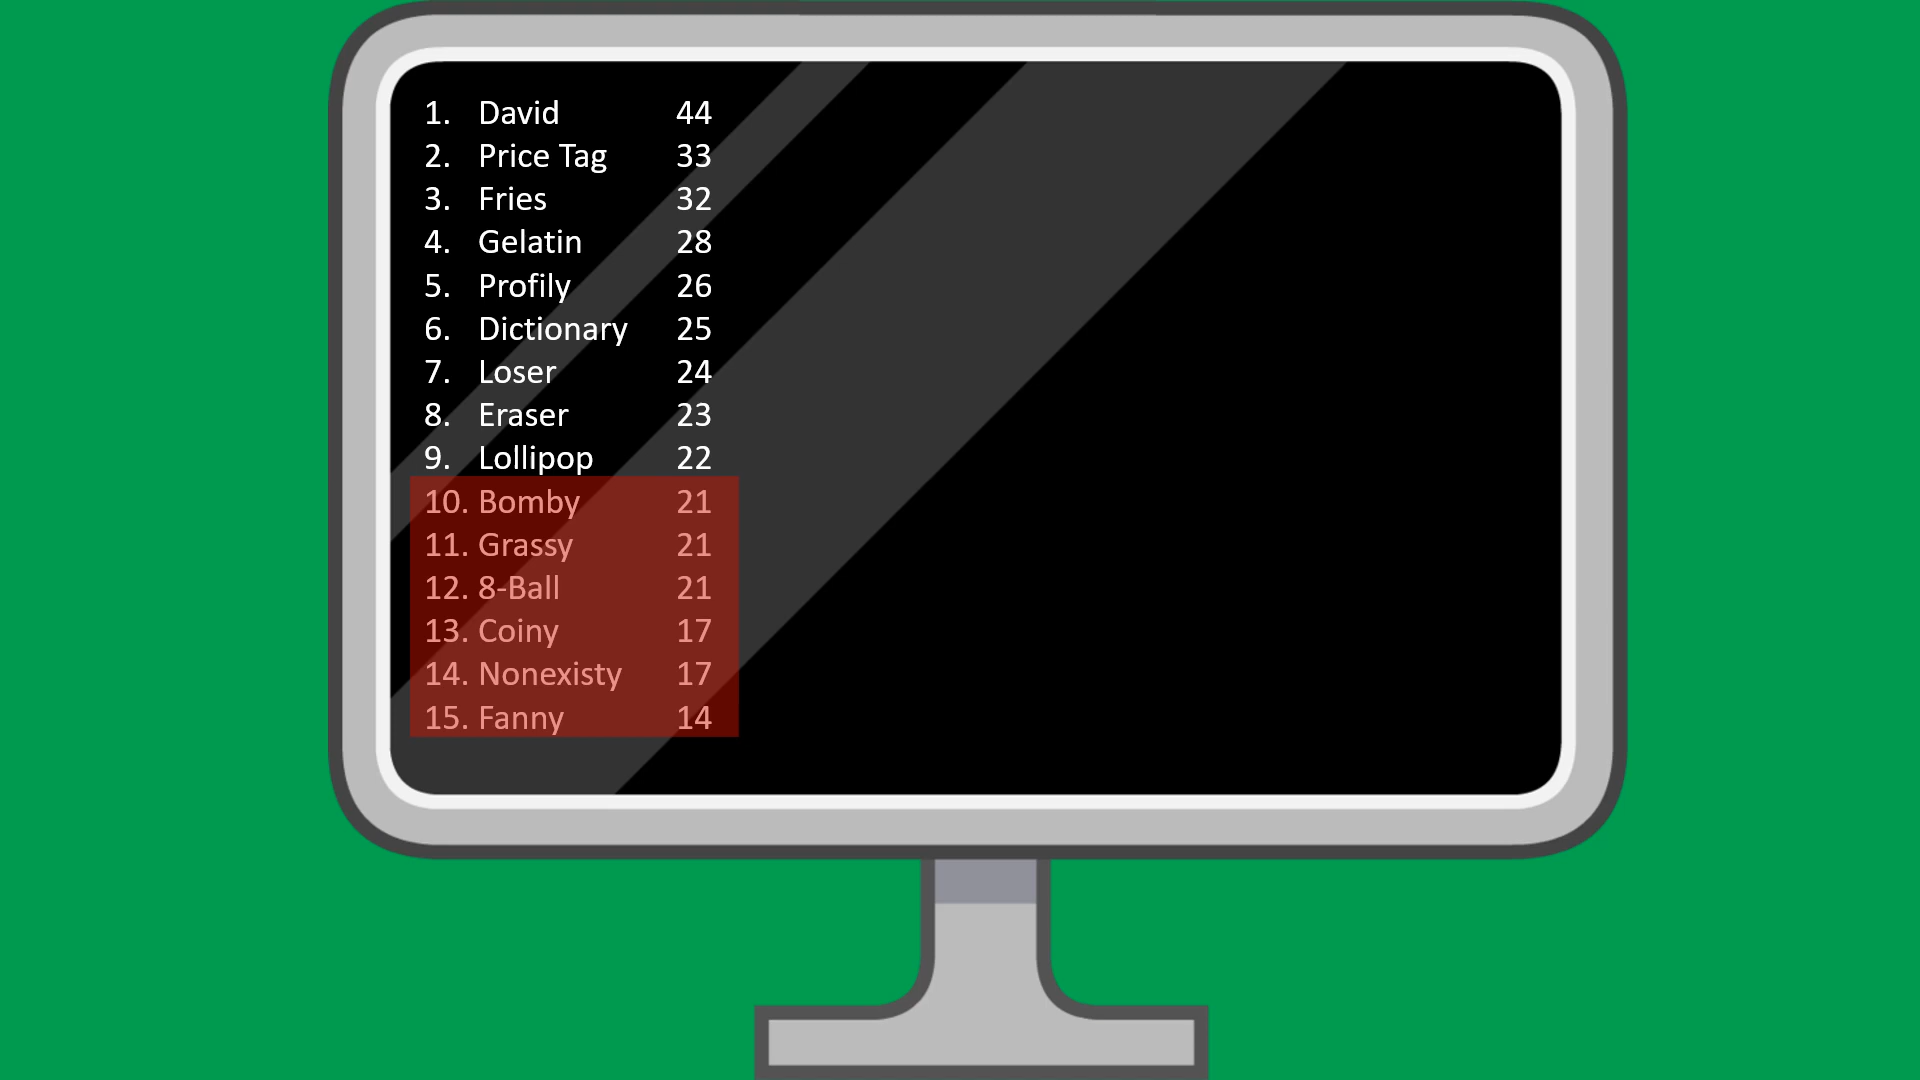 1. David 44
2. Price Tag 33
3. Fries 32
4. Gelatin 28
5. Profily 26
6. Dictionary 25
7. Loser 24
8. Eraser 23
9. Lollipop 22
10. Bomby 21
11. Grassy 21
12. 8-Ball 21
13. Coiny 17
14. Nonexisty 17
15. Fanny 14